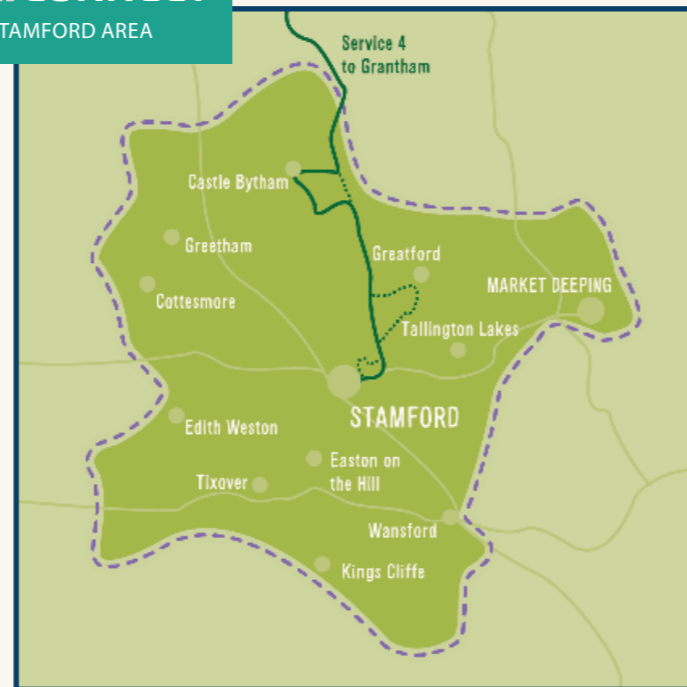 STAMFORD AREA
Service 4
to Grantham
Castle Bytham
Greetham
Greatford
MARKET DEEPING
Cottesmore
Tallington Lakes
STAMFORD
Edith Weston
Easton on
the Hill
Tixover
Wansford
Kings Cliffe